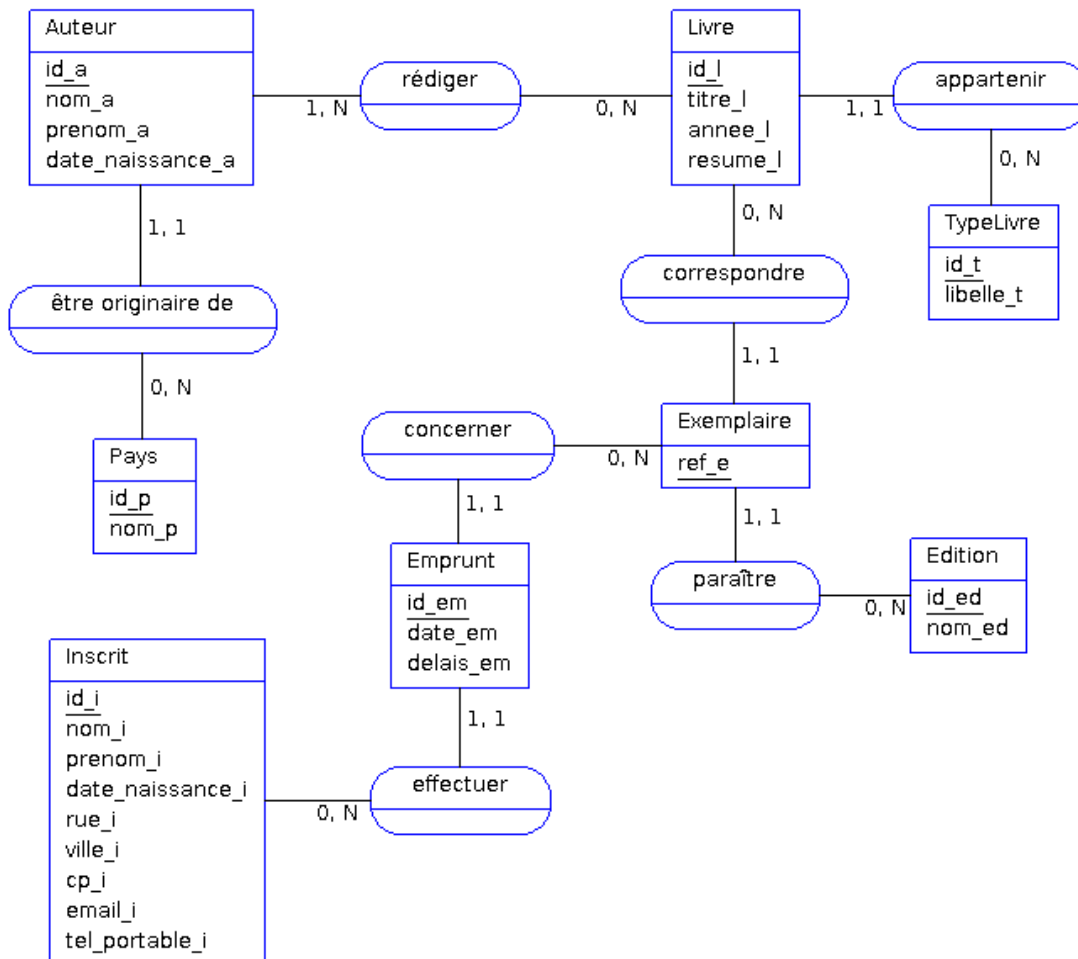 Auteur
id_a
nom_a
prenom_a
date_naissance_a
1, N
rédiger
0, N
Livre
id_l
titre_l
annee_l
resume_l
1, 1
appartenir
0, N
TypeLivre
id_t
libelle_t
1, 1
être originaire de
0, N
Pays
id_p
nom_p
0, N
correspondre
1, 1
Exemplaire
ref_e
0, N
concerner
1, 1
Emprunt
id_em
date_em
delais_em
1, 1
paraître
0, N
Edition
id_ed
nom_ed
1, 1
effectuer
0, N
Inscrit
id_i
nom_i
prenom_i
date_naissance_i
rue_i
ville_i
cp_i
email_i
tel_portable_i